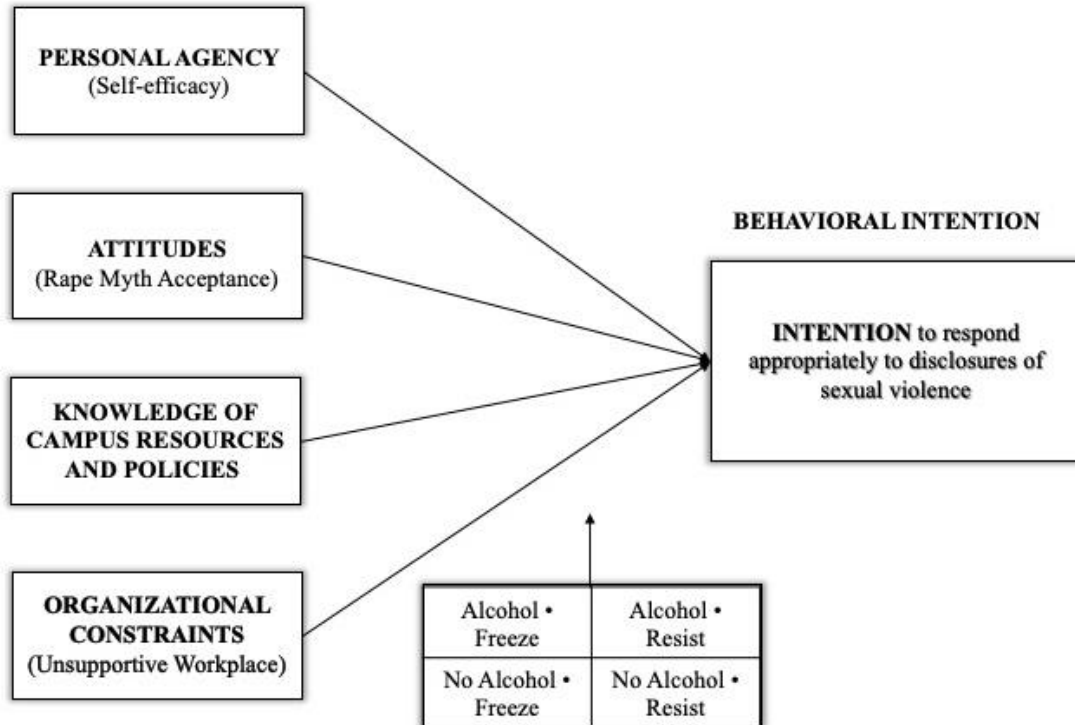 PERSONAL AGENCY
(Self-efficacy)
ATTITUDES
(Rape Myth Acceptance)
KNOWLEDGE OF
CAMPUS RESOURCES
AND POLICIES
ORGANIZATIONAL
CONSTRAINTS
(Unsupportive Workplace)
BEHAVIORAL INTENTION
INTENTION to respond
appropriately to disclosures of
sexual violence
Alcohol •
Freeze
Alcohol •
Resist
No Alcohol •
Freeze
No Alcohol •
Resist